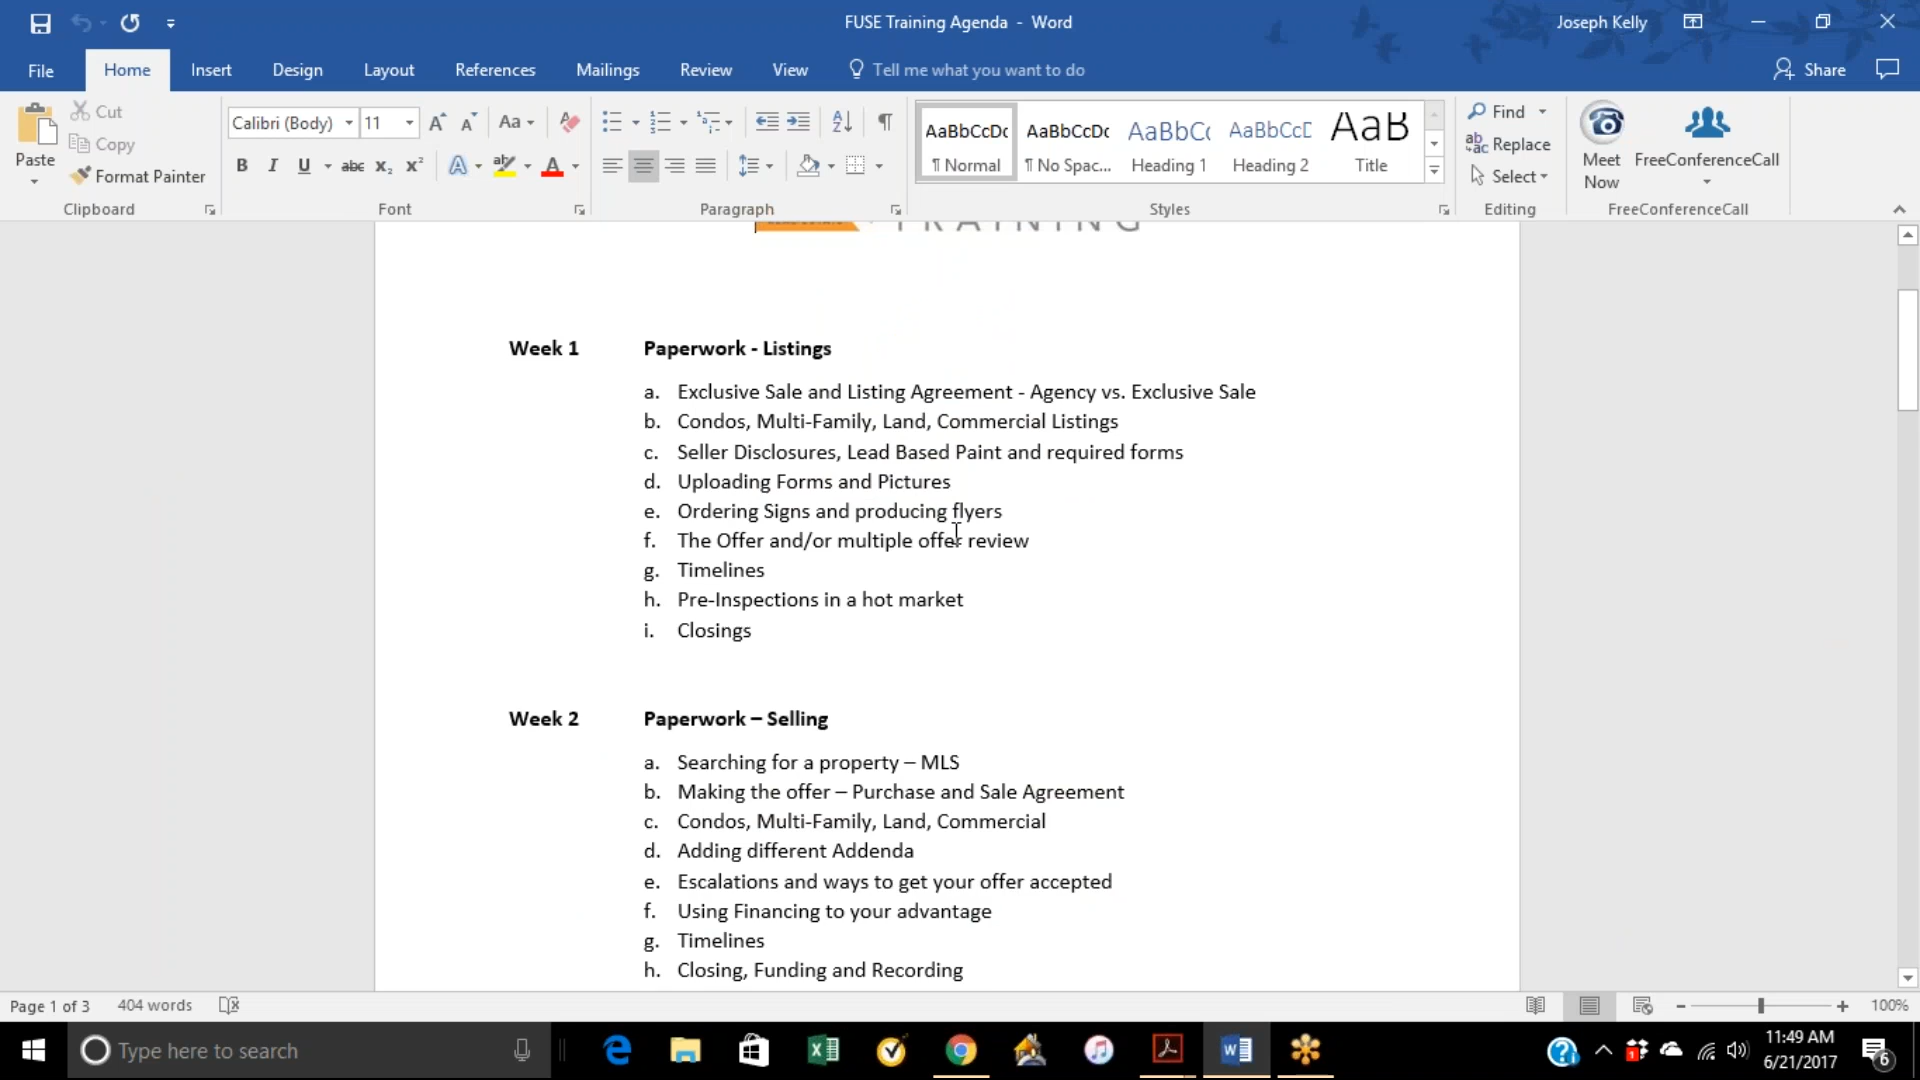 FUSE Training Agenda - Word
Joseph Kelly
File Home Insert Design Layout References Mailings Review View Tell me what you want to do Share
Paste
Cut
Copy
Format Painter
Clipboard
Calibri (Body) 11
Font
Paragraph
AaBbCcDc
¶ Normal
AaBbCcDc
¶ No Spac...
AaBbCc
Heading 1
AaBbCcD
Heading 2
AaB
Title
Styles
Find
Replace
Select
Editing
Meet Now
FreeConferenceCall
FreeConferenceCall
TRAINING
Week 1 Paperwork - Listings
a. Exclusive Sale and Listing Agreement - Agency vs. Exclusive Sale
b. Condos, Multi-Family, Land, Commercial Listings
c. Seller Disclosures, Lead Based Paint and required forms
d. Uploading Forms and Pictures
e. Ordering Signs and producing flyers
f. The Offer and/or multiple offer review
g. Timelines
h. Pre-Inspections in a hot market
i. Closings
Week 2 Paperwork – Selling
a. Searching for a property – MLS
b. Making the offer – Purchase and Sale Agreement
c. Condos, Multi-Family, Land, Commercial
d. Adding different Addenda
e. Escalations and ways to get your offer accepted
f. Using Financing to your advantage
g. Timelines
h. Closing, Funding and Recording
Page 1 of 3 404 words 100%
Type here to search
11:49 AM
6/21/2017
6